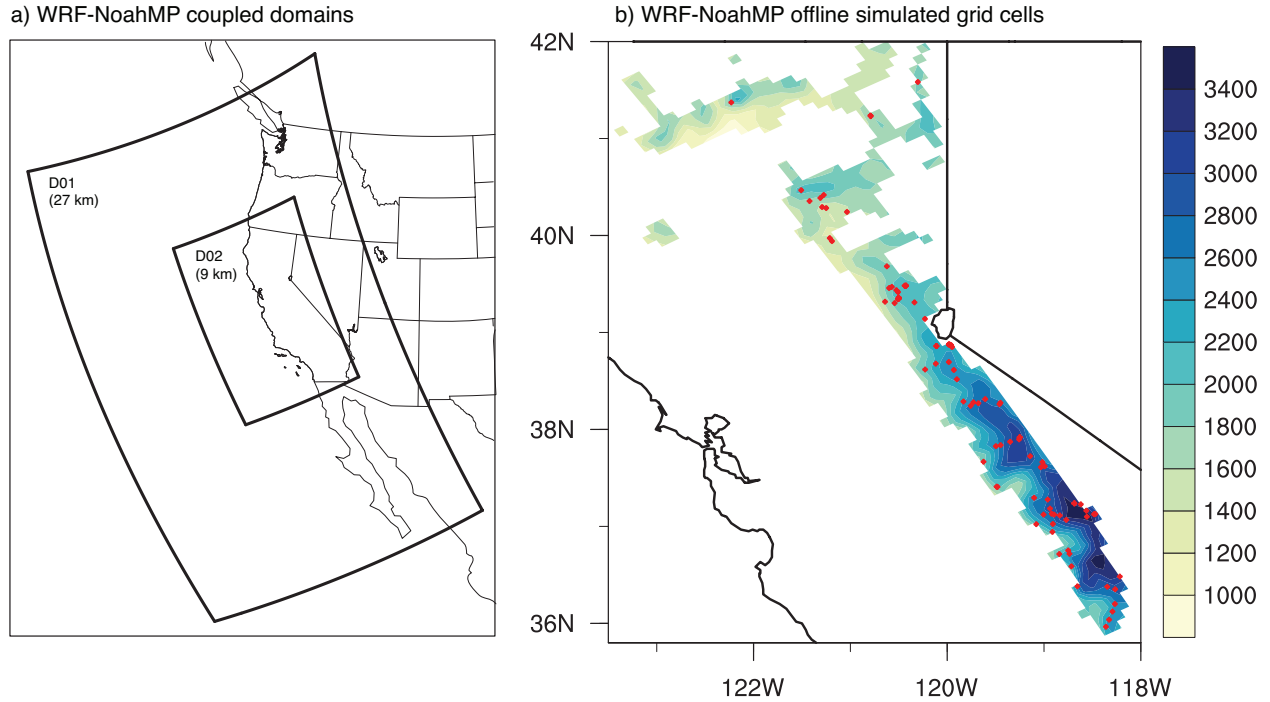 a) WRF-NoahMP coupled domains
D01
(27 km)
D02
(9 km)
b) WRF-NoahMP offline simulated grid cells
42N
40N
38N
36N
122W
120W
118W
3400
3200
3000
2800
2600
2400
2200
2000
1800
1600
1400
1200
1000